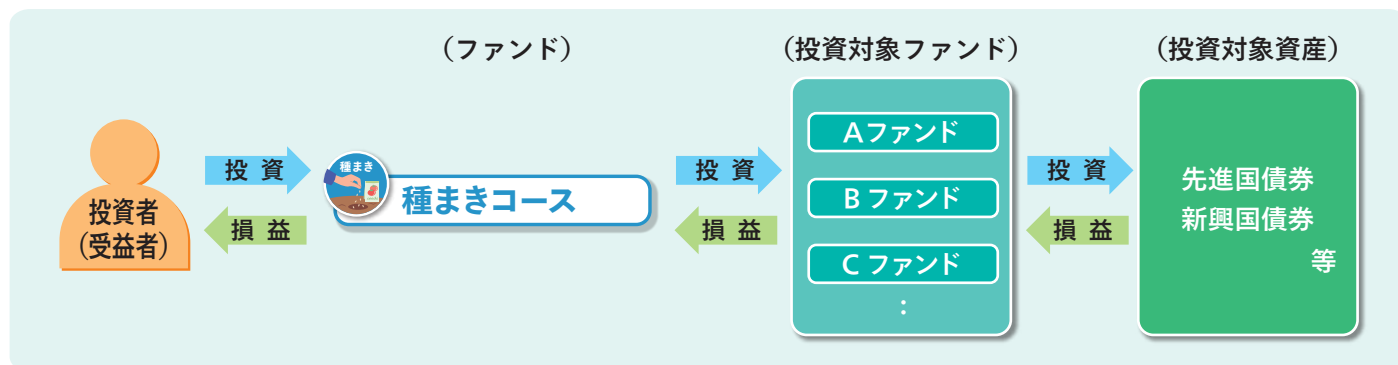 （ファンド）
（投資対象ファンド）
（投資対象資産）
投資者
（受益者）
投 資
損 益
種まき
種まきコース
投 資
損 益
Aファンド
B ファンド
C ファンド
：
投 資
損 益
先進国債券
新興国債券
等